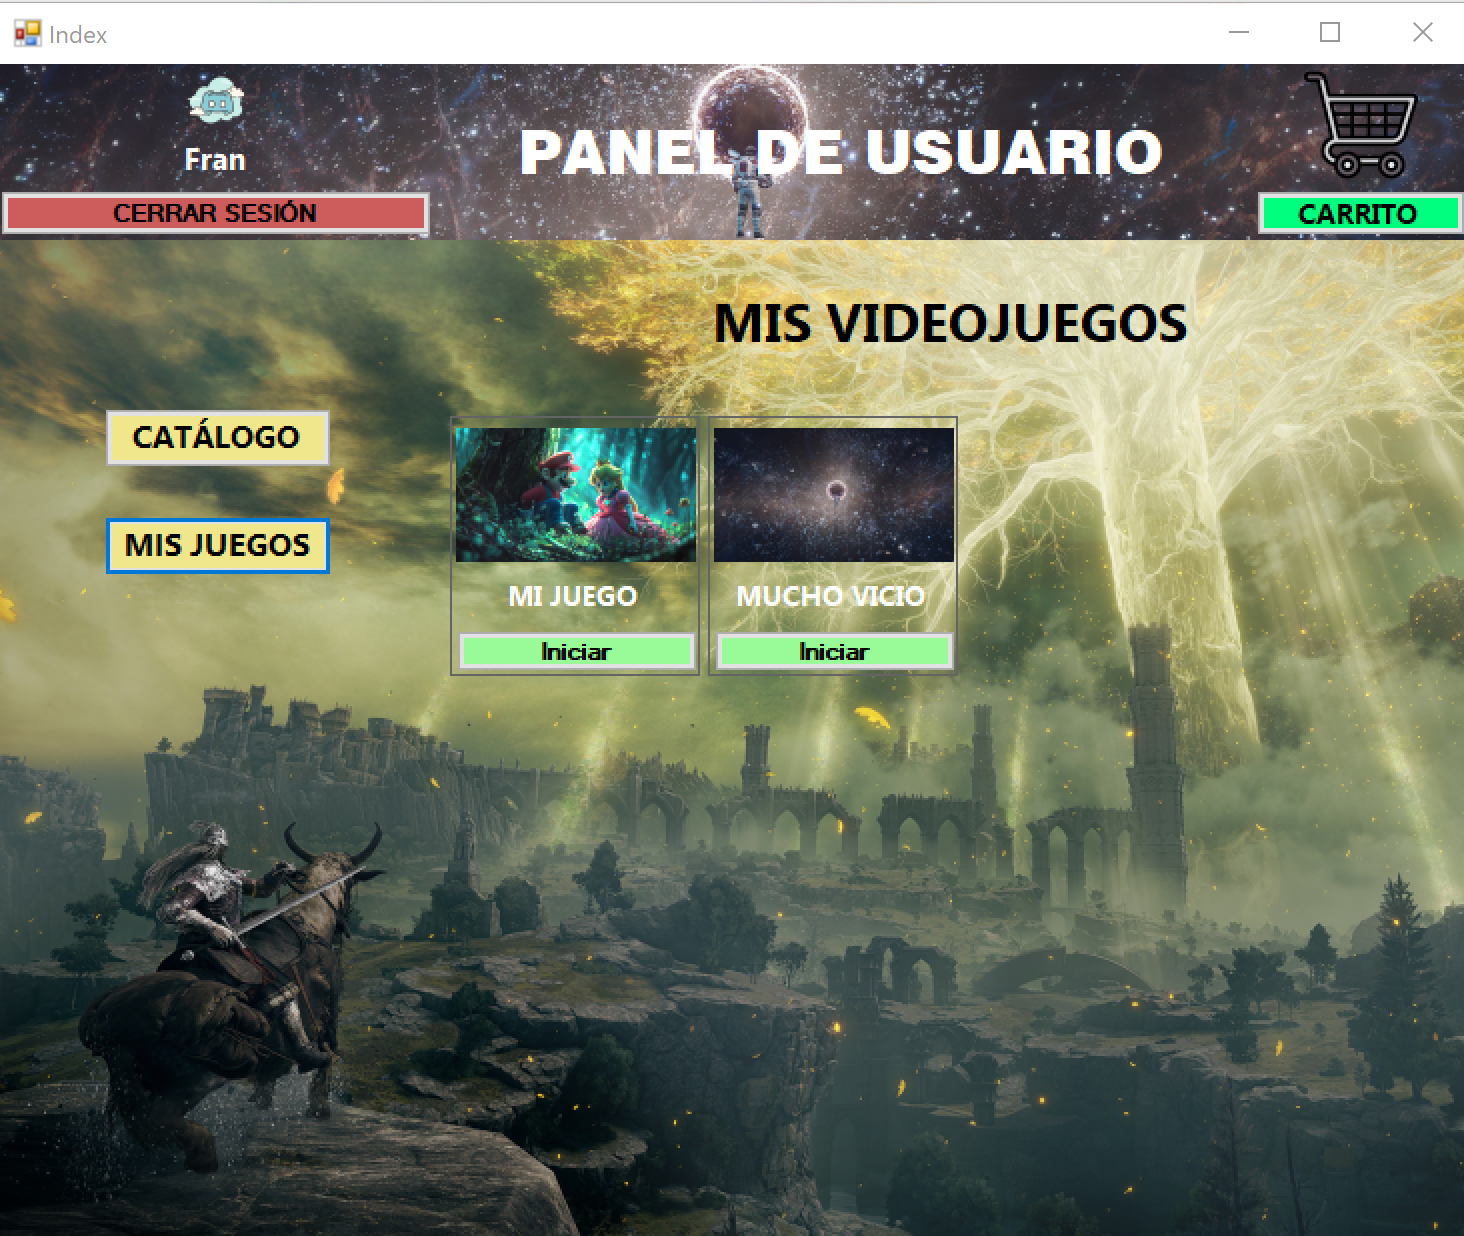 Index
Fran
PANEL DE USUARIO
CERRAR SESIÓN
CARRITO
MIS VIDEOJUEGOS
CATÁLOGO
MIS JUEGOS
MI JUEGO
MUCHO VICIO
Iniciar
Iniciar